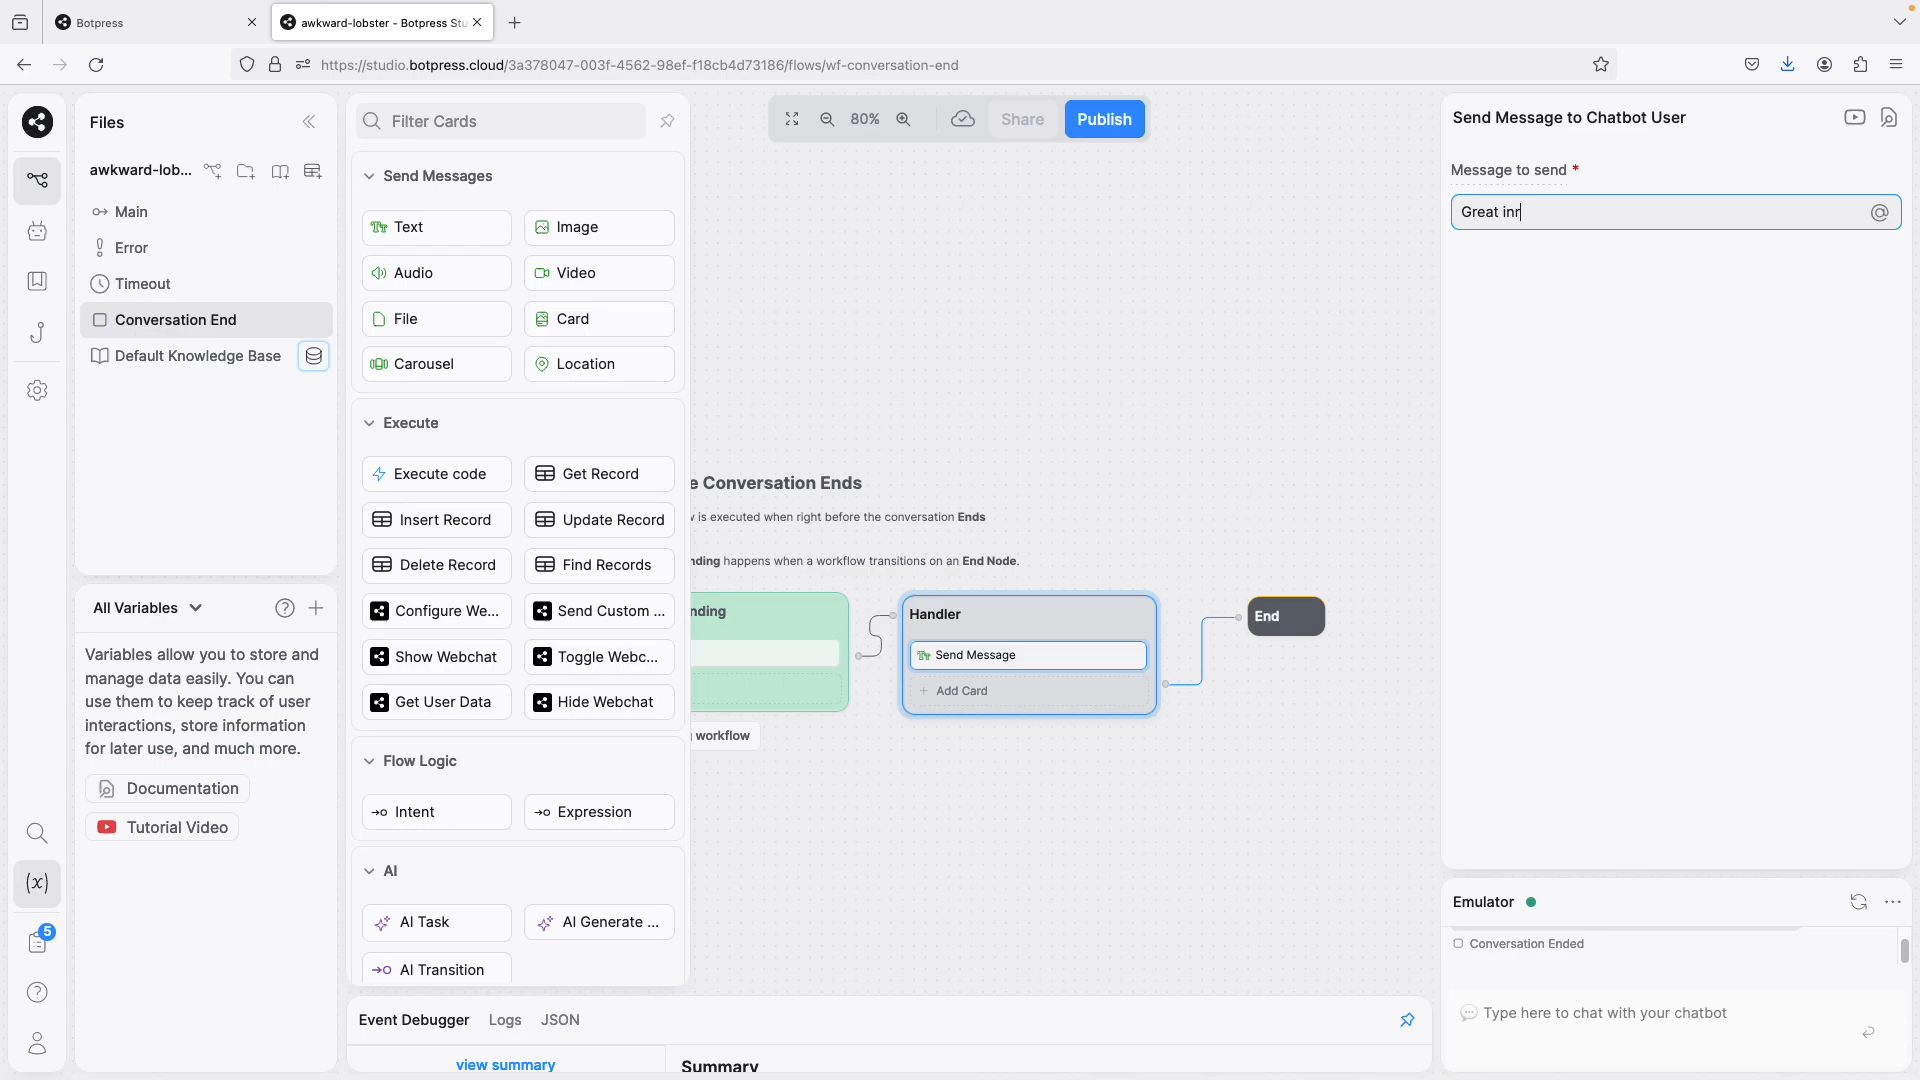 Botpress
awkward-lobster - Botpress Stu
https://studio.botpress.cloud/3a378047-003f-4562-98ef-f18cb4d73186/flows/wf-conversation-end
Files
awkward-lob...
Main
Error
Timeout
Conversation End
Default Knowledge Base
All Variables
Variables allow you to store and
manage data easily. You can
use them to keep track of user
interactions, store information
for later use, and much more.
Documentation
Tutorial Video
(x)
5
Filter Cards
Send Messages
Text
Image
Audio
Video
File
Card
Carousel
Location
Execute
Execute code
Get Record
Insert Record
Update Record
Delete Record
Find Records
Configure We...
Send Custom ...
Show Webchat
Toggle Webc...
Get User Data
Hide Webchat
Flow Logic
Intent
Expression
AI
AI Task
AI Generate ...
AI Transition
80%
Share
Publish
e Conversation Ends
is executed when right before the conversation Ends
nding happens when a workflow transitions on an End Node.
nding
workflow
Handler
Send Message
Add Card
End
Event Debugger
Logs
JSON
view summary
Summary
Send Message to Chatbot User
Message to send *
Great inr
Emulator
Conversation Ended
Type here to chat with your chatbot